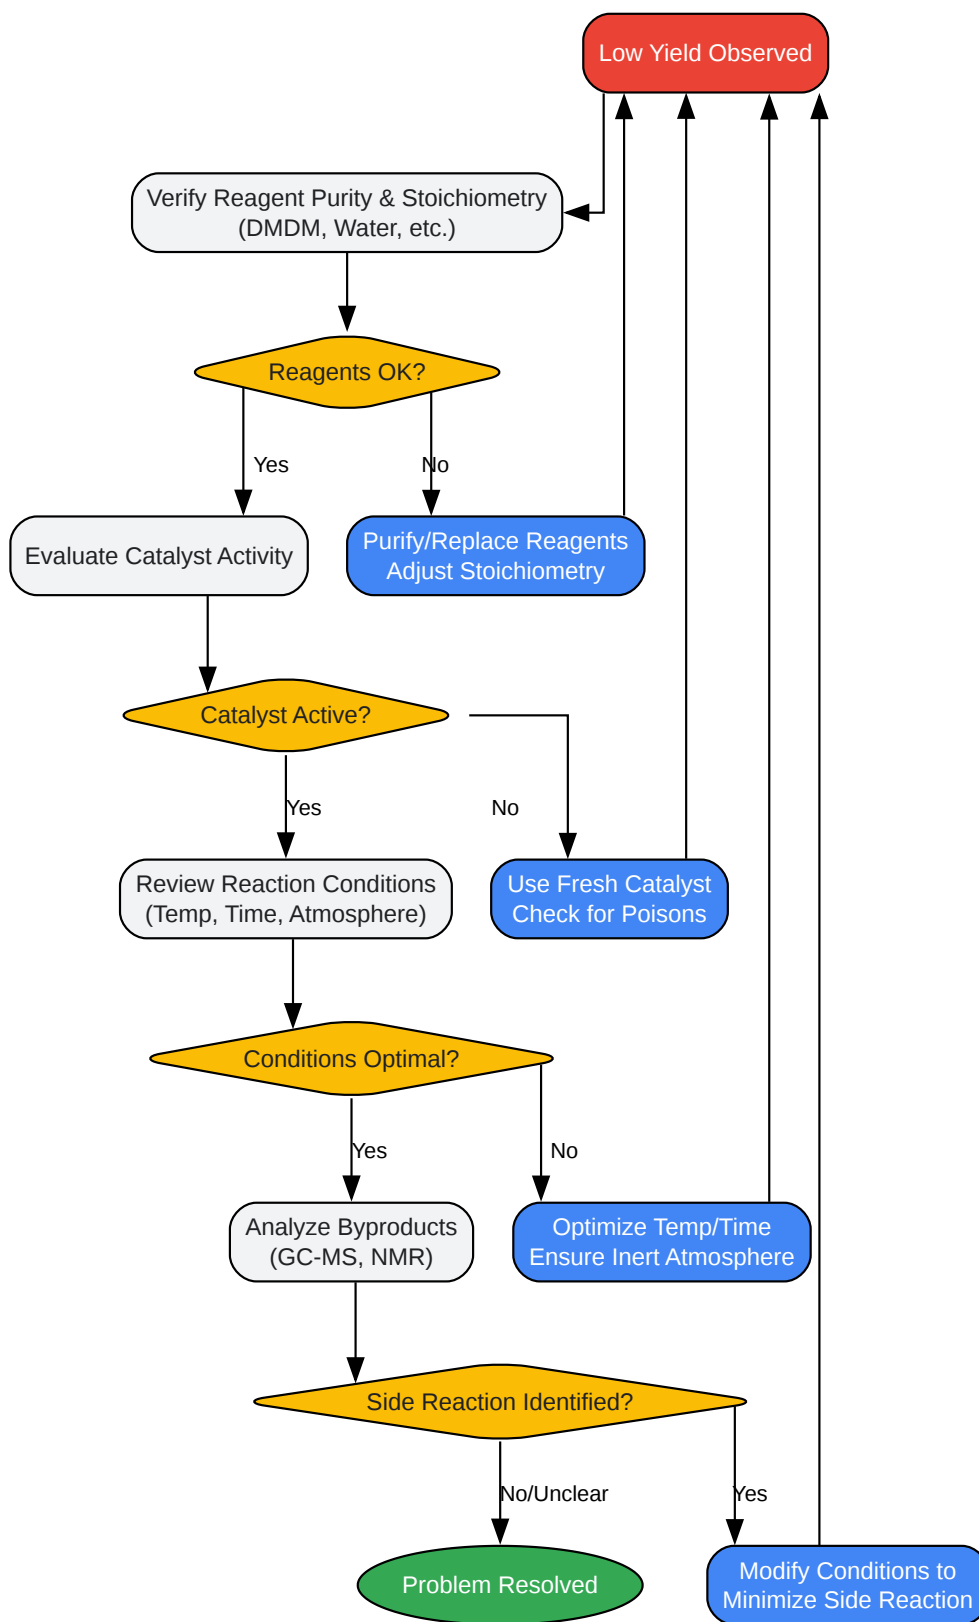 Low Yield Observed
Verify Reagent Purity & Stoichiometry
(DMDM, Water, etc.)
Reagents OK?
Yes
No
Evaluate Catalyst Activity
Purify/Replace Reagents
Adjust Stoichiometry
Catalyst Active?
Yes
No
Review Reaction Conditions
(Temp, Time, Atmosphere)
Use Fresh Catalyst
Check for Poisons
Conditions Optimal?
Yes
No
Analyze Byproducts
(GC-MS, NMR)
Optimize Temp/Time
Ensure Inert Atmosphere
Side Reaction Identified?
No/Unclear
Yes
Problem Resolved
Modify Conditions to
Minimize Side Reaction